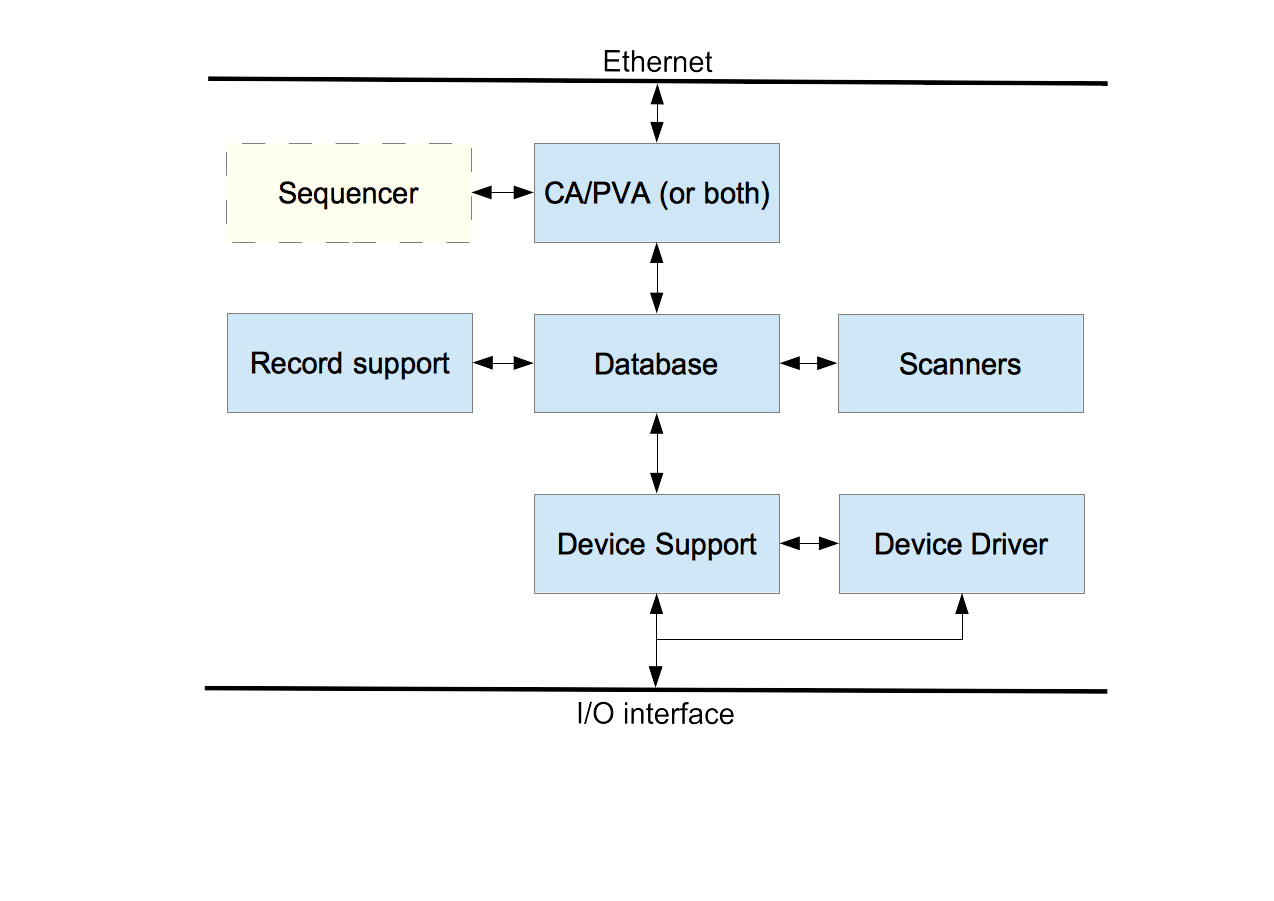 Ethernet
Sequencer
CA/PVA (or both)
Record support
Database
Scanners
Device Support
Device Driver
I/O interface